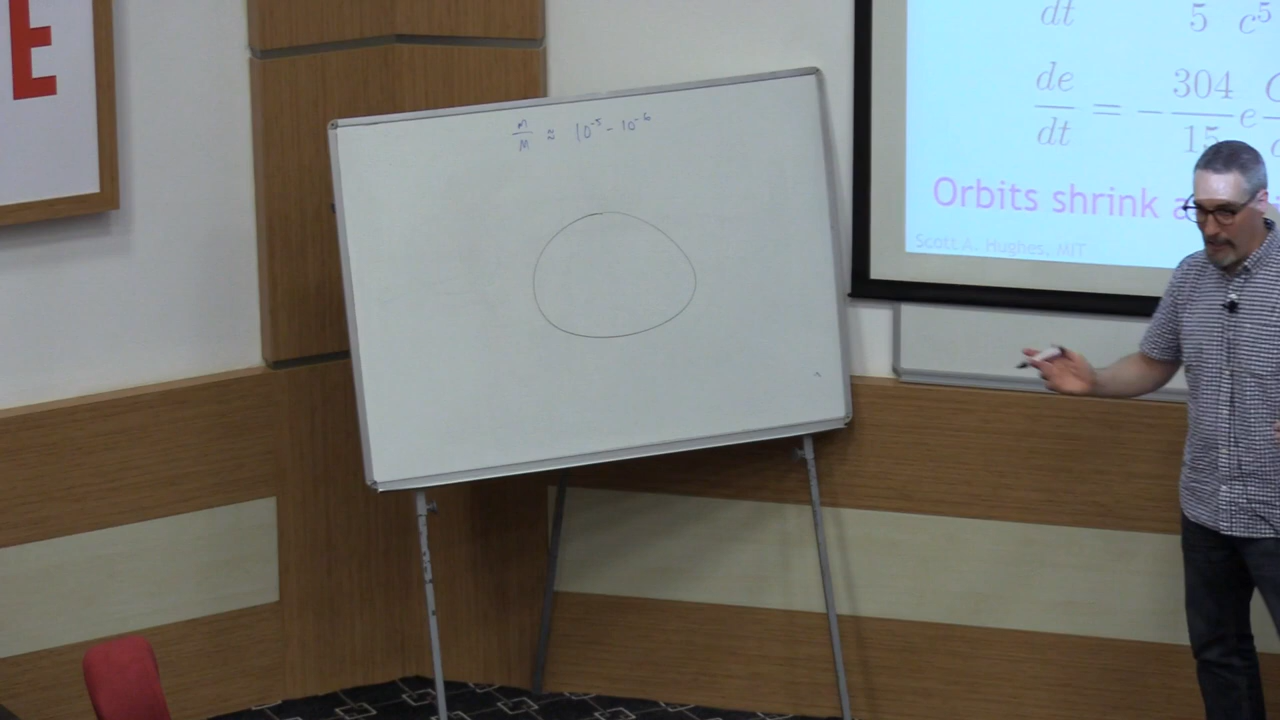 E
m/M ≈ 10⁻⁵ - 10⁻⁶
dt 5 c⁵
de/dt = - 304/15 e
Orbits shrink a
Scott A. Hughes, MIT